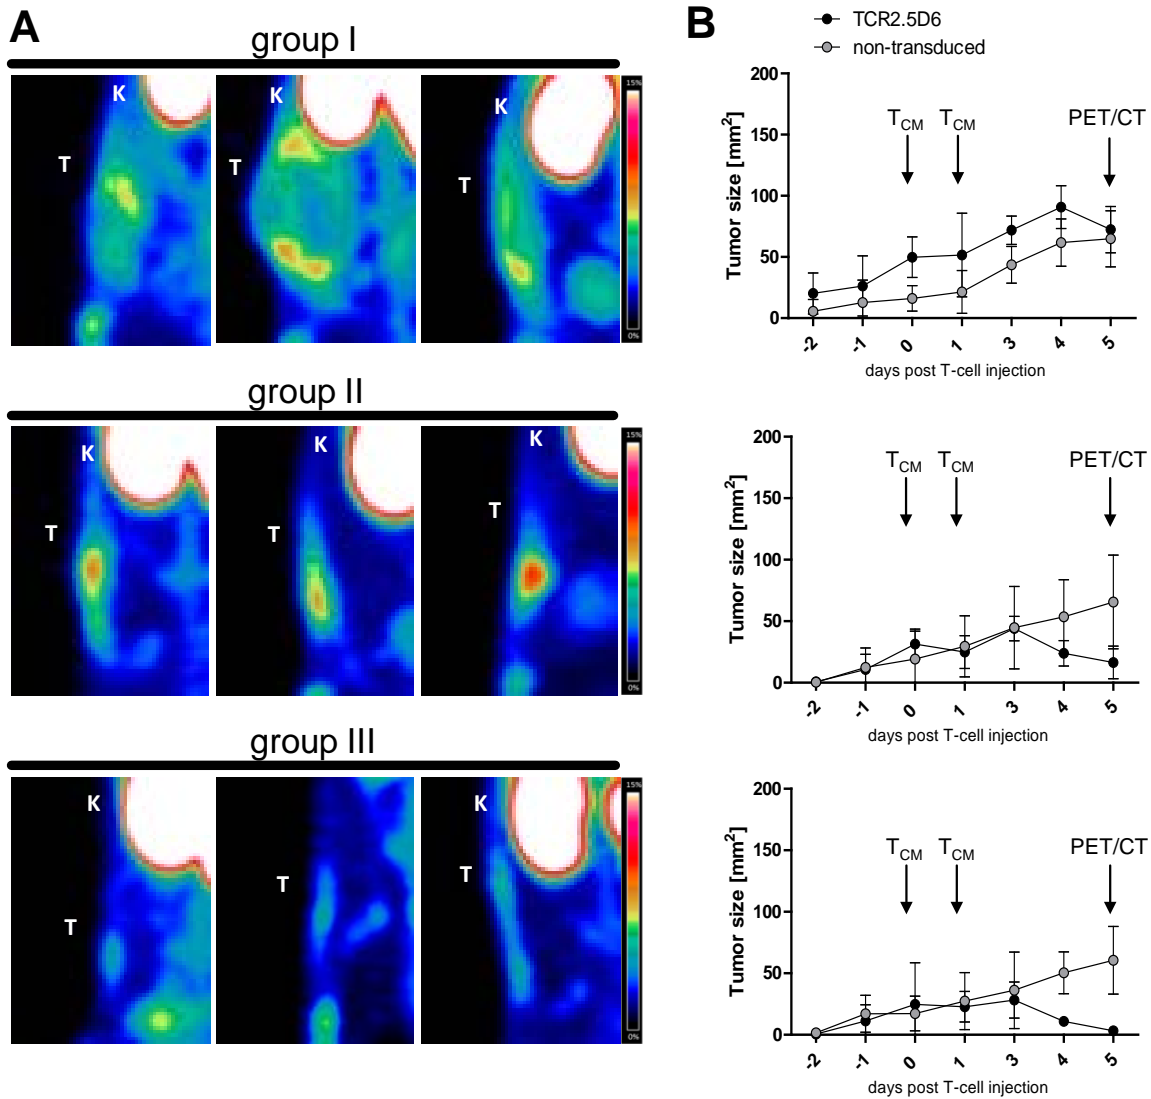 A
group I
K
T
K
T
K
T
15%
0%
group II
K
T
K
T
K
T
15%
0%
group III
K
T
T
K
T
15%
0%
B
TCR2.5D6
non-transduced
Tumor size [mm2]
200
150
100
50
0
TCM TCM PET/CT
-2 -1 0 1 3 4 5
days post T-cell injection
Tumor size [mm2]
200
150
100
50
0
TCM TCM PET/CT
-2 -1 0 1 3 4 5
days post T-cell injection
Tumor size [mm2]
200
150
100
50
0
TCM TCM PET/CT
-2 -1 0 1 3 4 5
days post T-cell injection